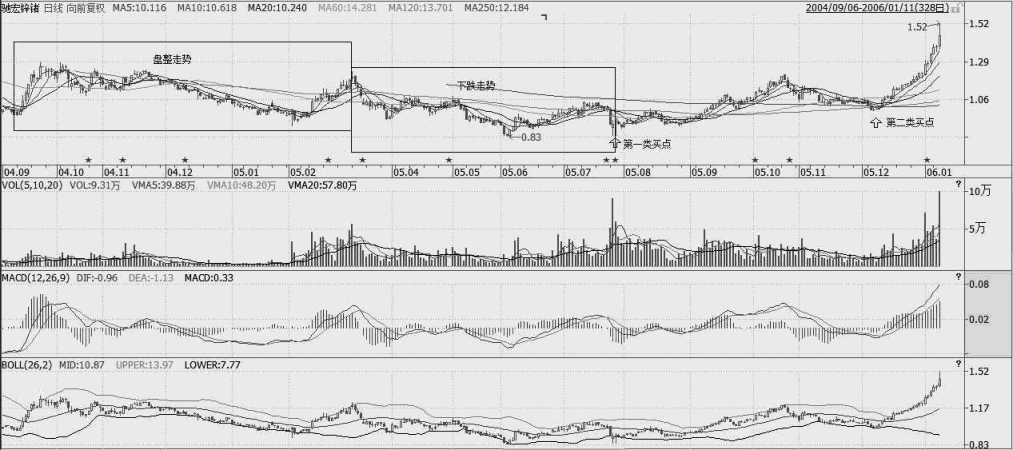 驰宏锌锗 日线 向前复权 MA5:10.116 MA10:10.618 MA20:10.240 MA60:14.281 MA120:13.701 MA250:12.184 2004/09/06-2006/01/11(328日)
1.52 1.52
盘整走势
1.29
下跌走势
1.06
0.83
第一类买点
第二类买点
04.09 04.10 04.11 04.12 05.01 05.02 05.04 05.05 05.06 05.07 05.08 05.09 05.10 05.11 05.12 06.01
VOL(5,10,20) VOL:9.31万 VMA5:39.88万 VMA10:48.20万 VMA20:57.80万 ?
10万
5万
MACD(12,26,9) DIF:-0.96 DEA:-1.13 MACD:0.33 ?
0.08
0.02
BOLL(26,2) MID:10.87 UPPER:13.97 LOWER:7.77 ?
1.52
1.17
0.83